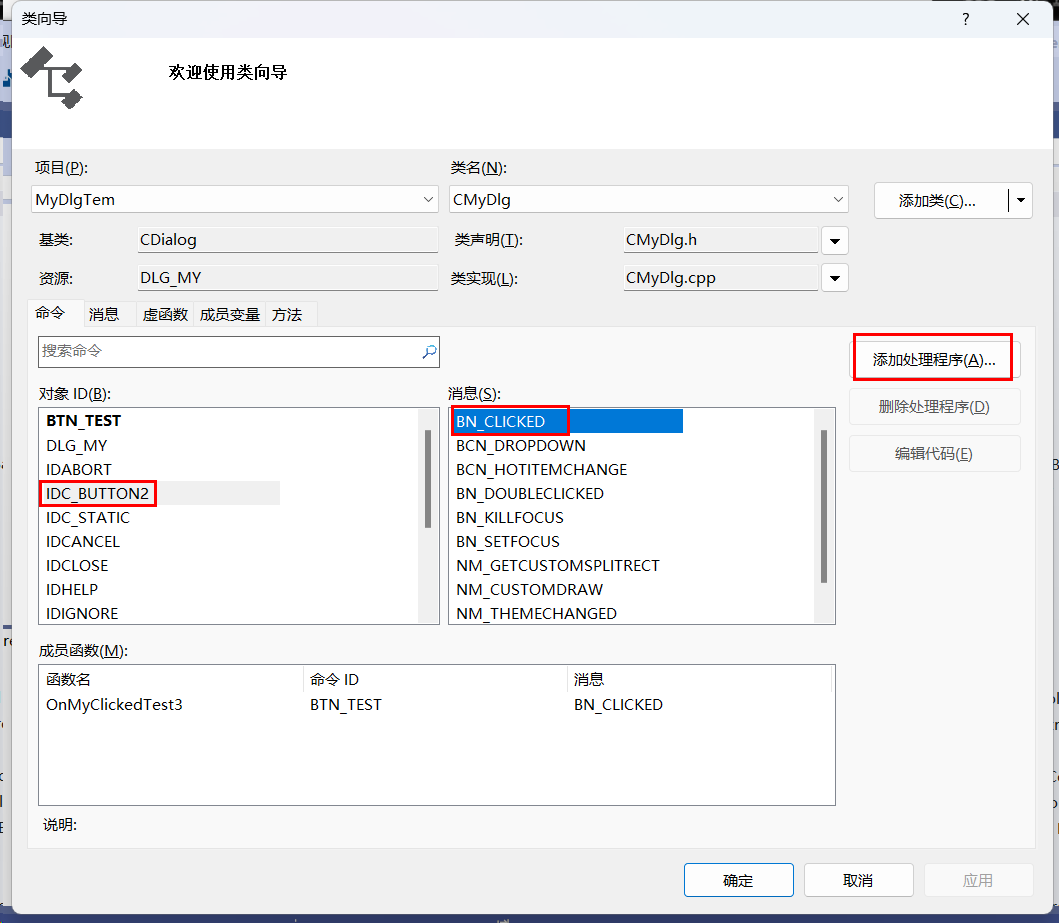 类向导
?
欢迎使用类向导
项目(P):
类名(N):
MyDlgTem
CMyDlg
添加类(C)...
基类:
CDialog
类声明(T):
CMyDlg.h
资源:
DLG_MY
类实现(L):
CMyDlg.cpp
命令 消息 虚函数 成员变量 方法
搜索命令
添加处理程序(A)...
对象 ID(B):
消息(S):
删除处理程序(D)
编辑代码(E)
BTN_TEST
DLG_MY
IDABORT
IDC_BUTTON2
IDC_STATIC
IDCANCEL
IDCLOSE
IDHELP
IDIGNORE
BN_CLICKED
BCN_DROPDOWN
BCN_HOTITEMCHANGE
BN_DOUBLECLICKED
BN_KILLFOCUS
BN_SETFOCUS
NM_GETCUSTOMSPLITRECT
NM_CUSTOMDRAW
NM_THEMECHANGED
成员函数(M):
函数名 命令 ID 消息
OnMyClickedTest3 BTN_TEST BN_CLICKED
说明:
确定
取消
应用